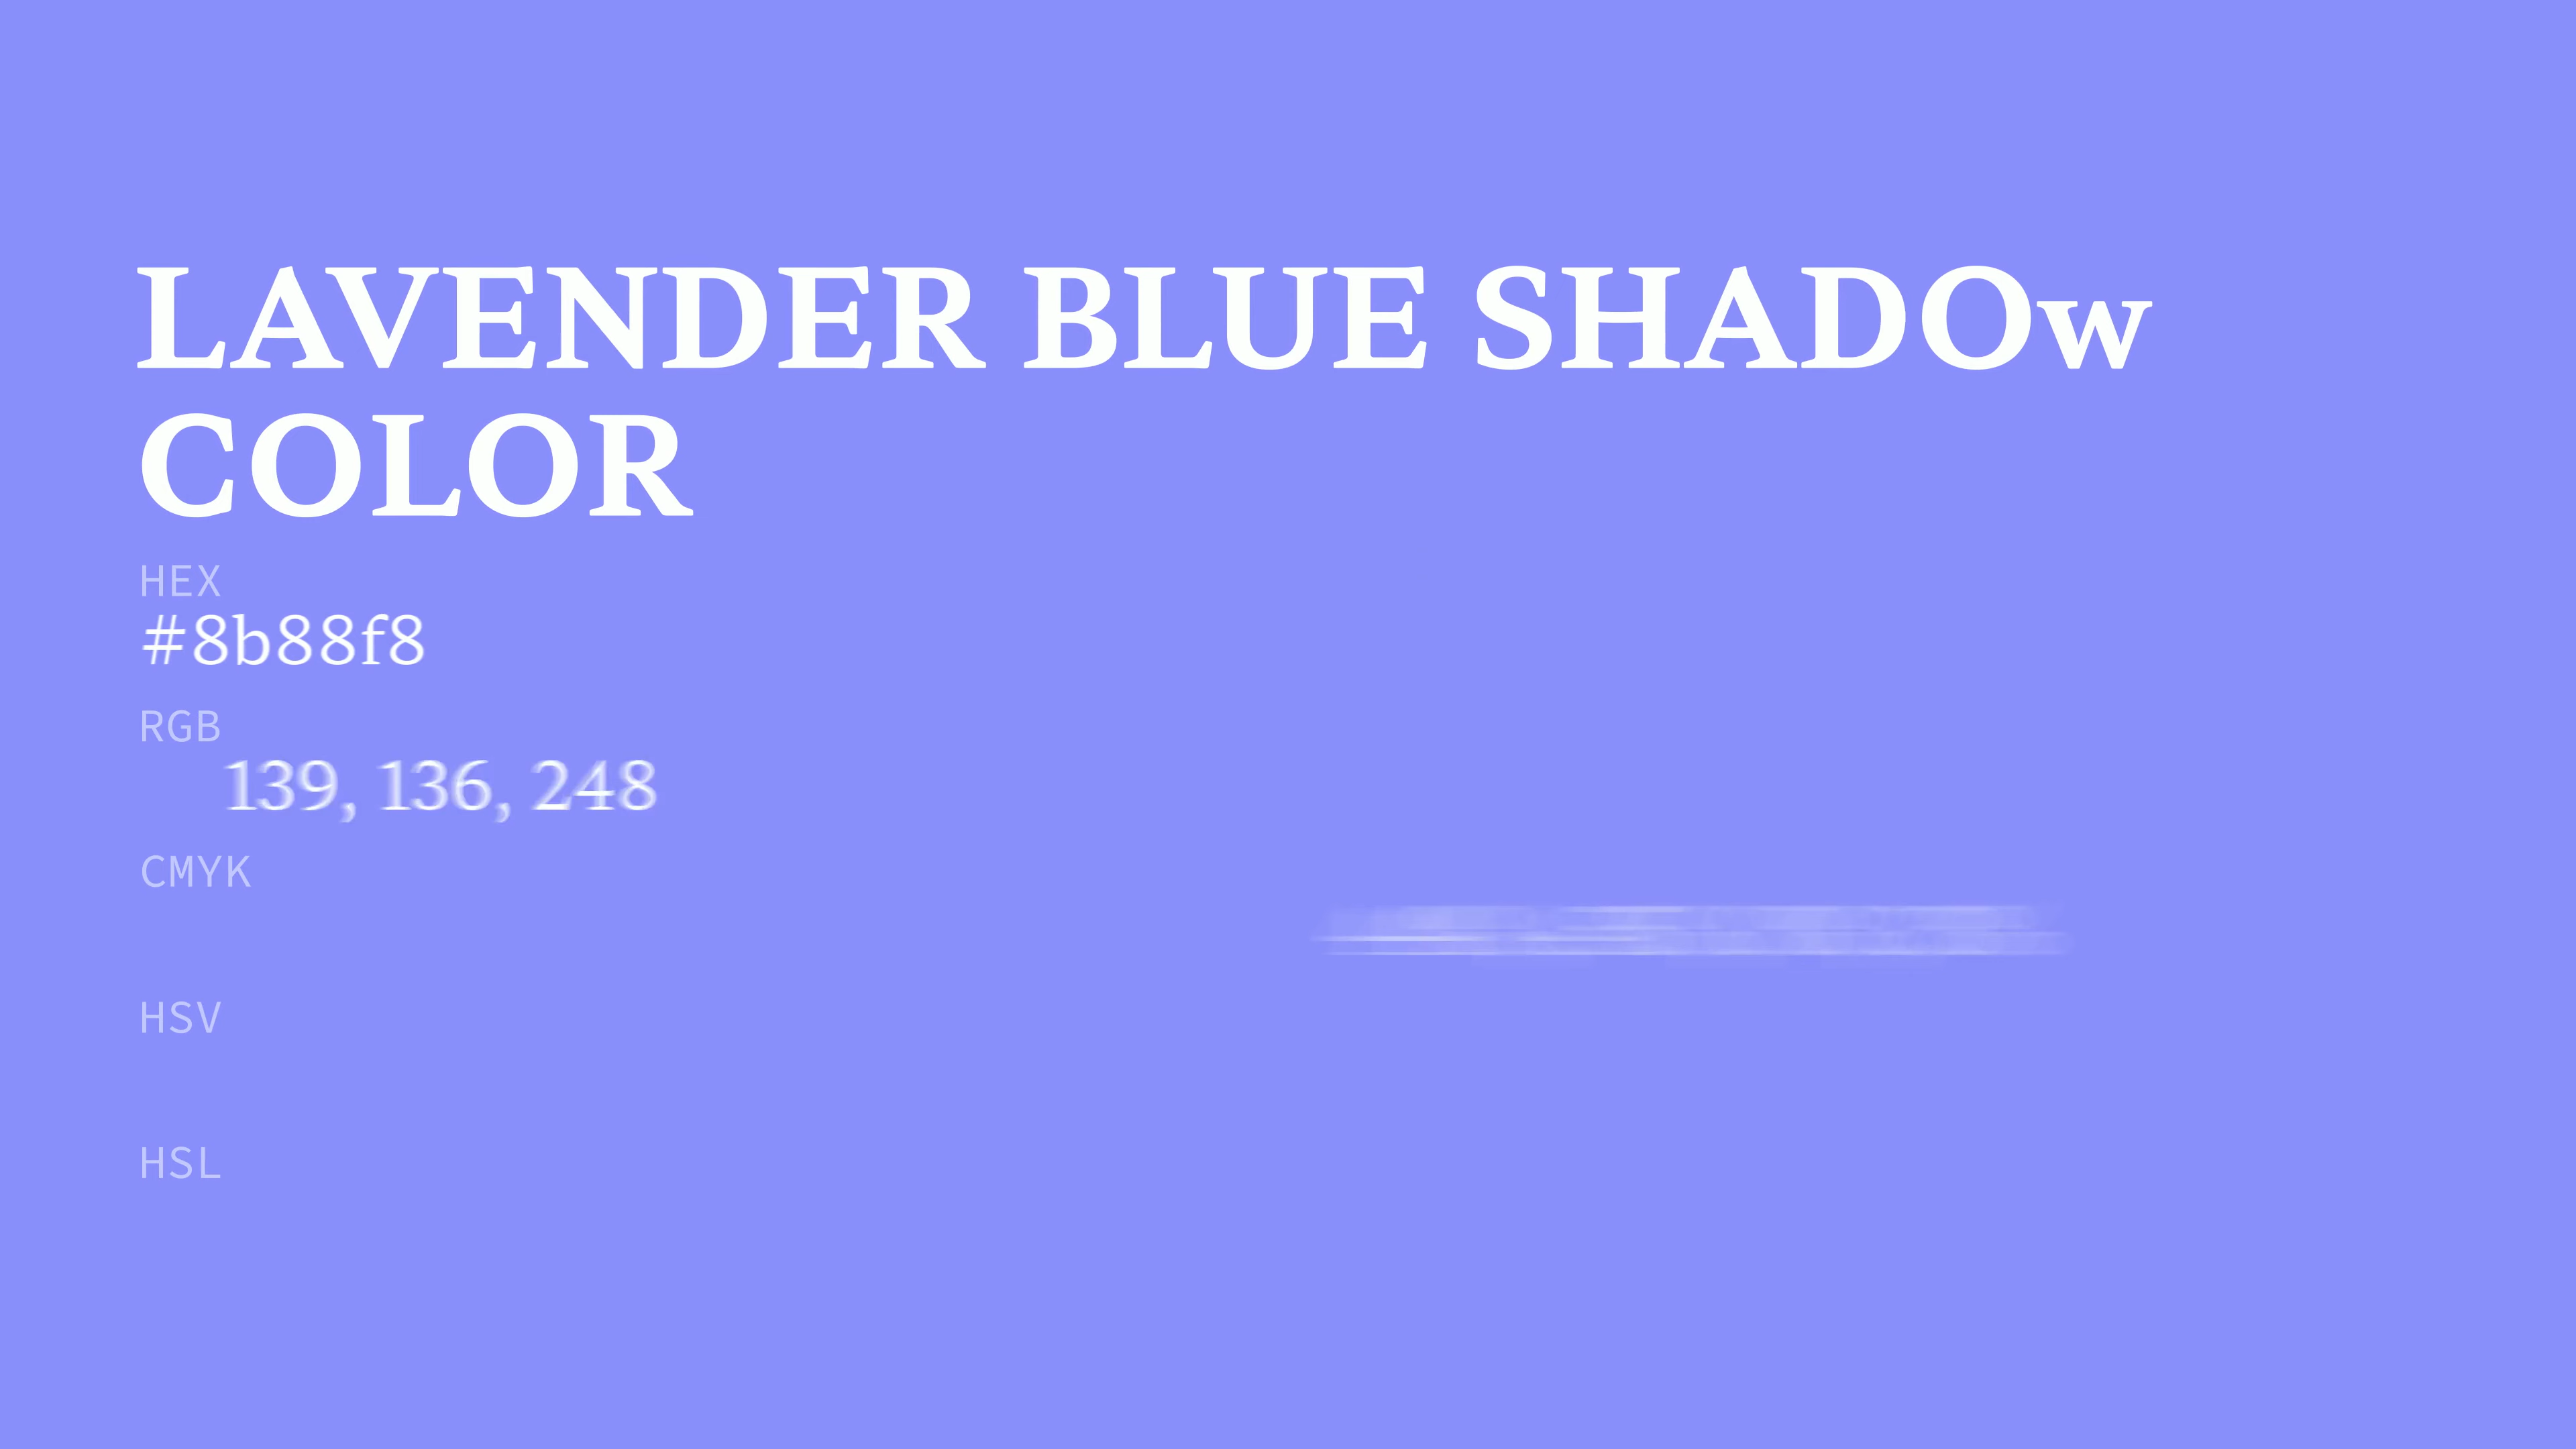 LAVENDER BLUE SHADOw
COLOR
HEX
#8b88f8
RGB
139, 136, 248
CMYK
HSV
HSL